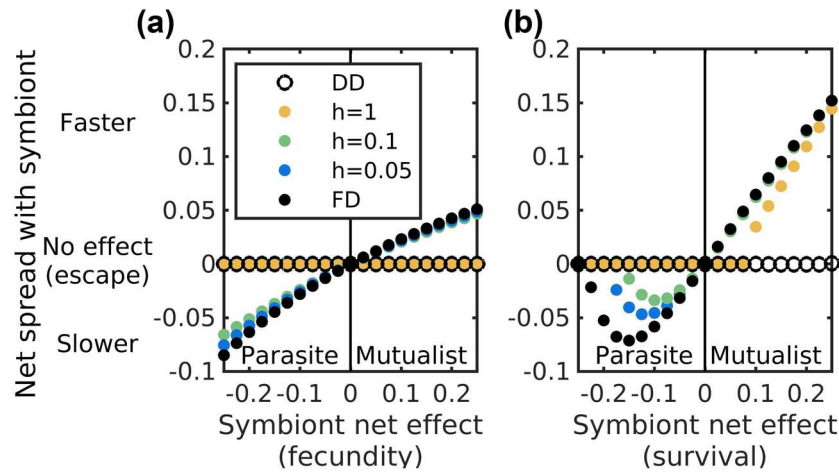 (a)
(b)
Net spread with symbiont
Faster
No effect
(escape)
Slower
0.2
0.15
0.1
0.05
0
-0.05
-0.1
DD
h=1
h=0.1
h=0.05
FD
Parasite
Mutualist
-0.2 -0.1 0 0.1 0.2
Symbiont net effect
(fecundity)
0.2
0.15
0.1
0.05
0
-0.05
-0.1
Parasite
Mutualist
-0.2 -0.1 0 0.1 0.2
Symbiont net effect
(survival)